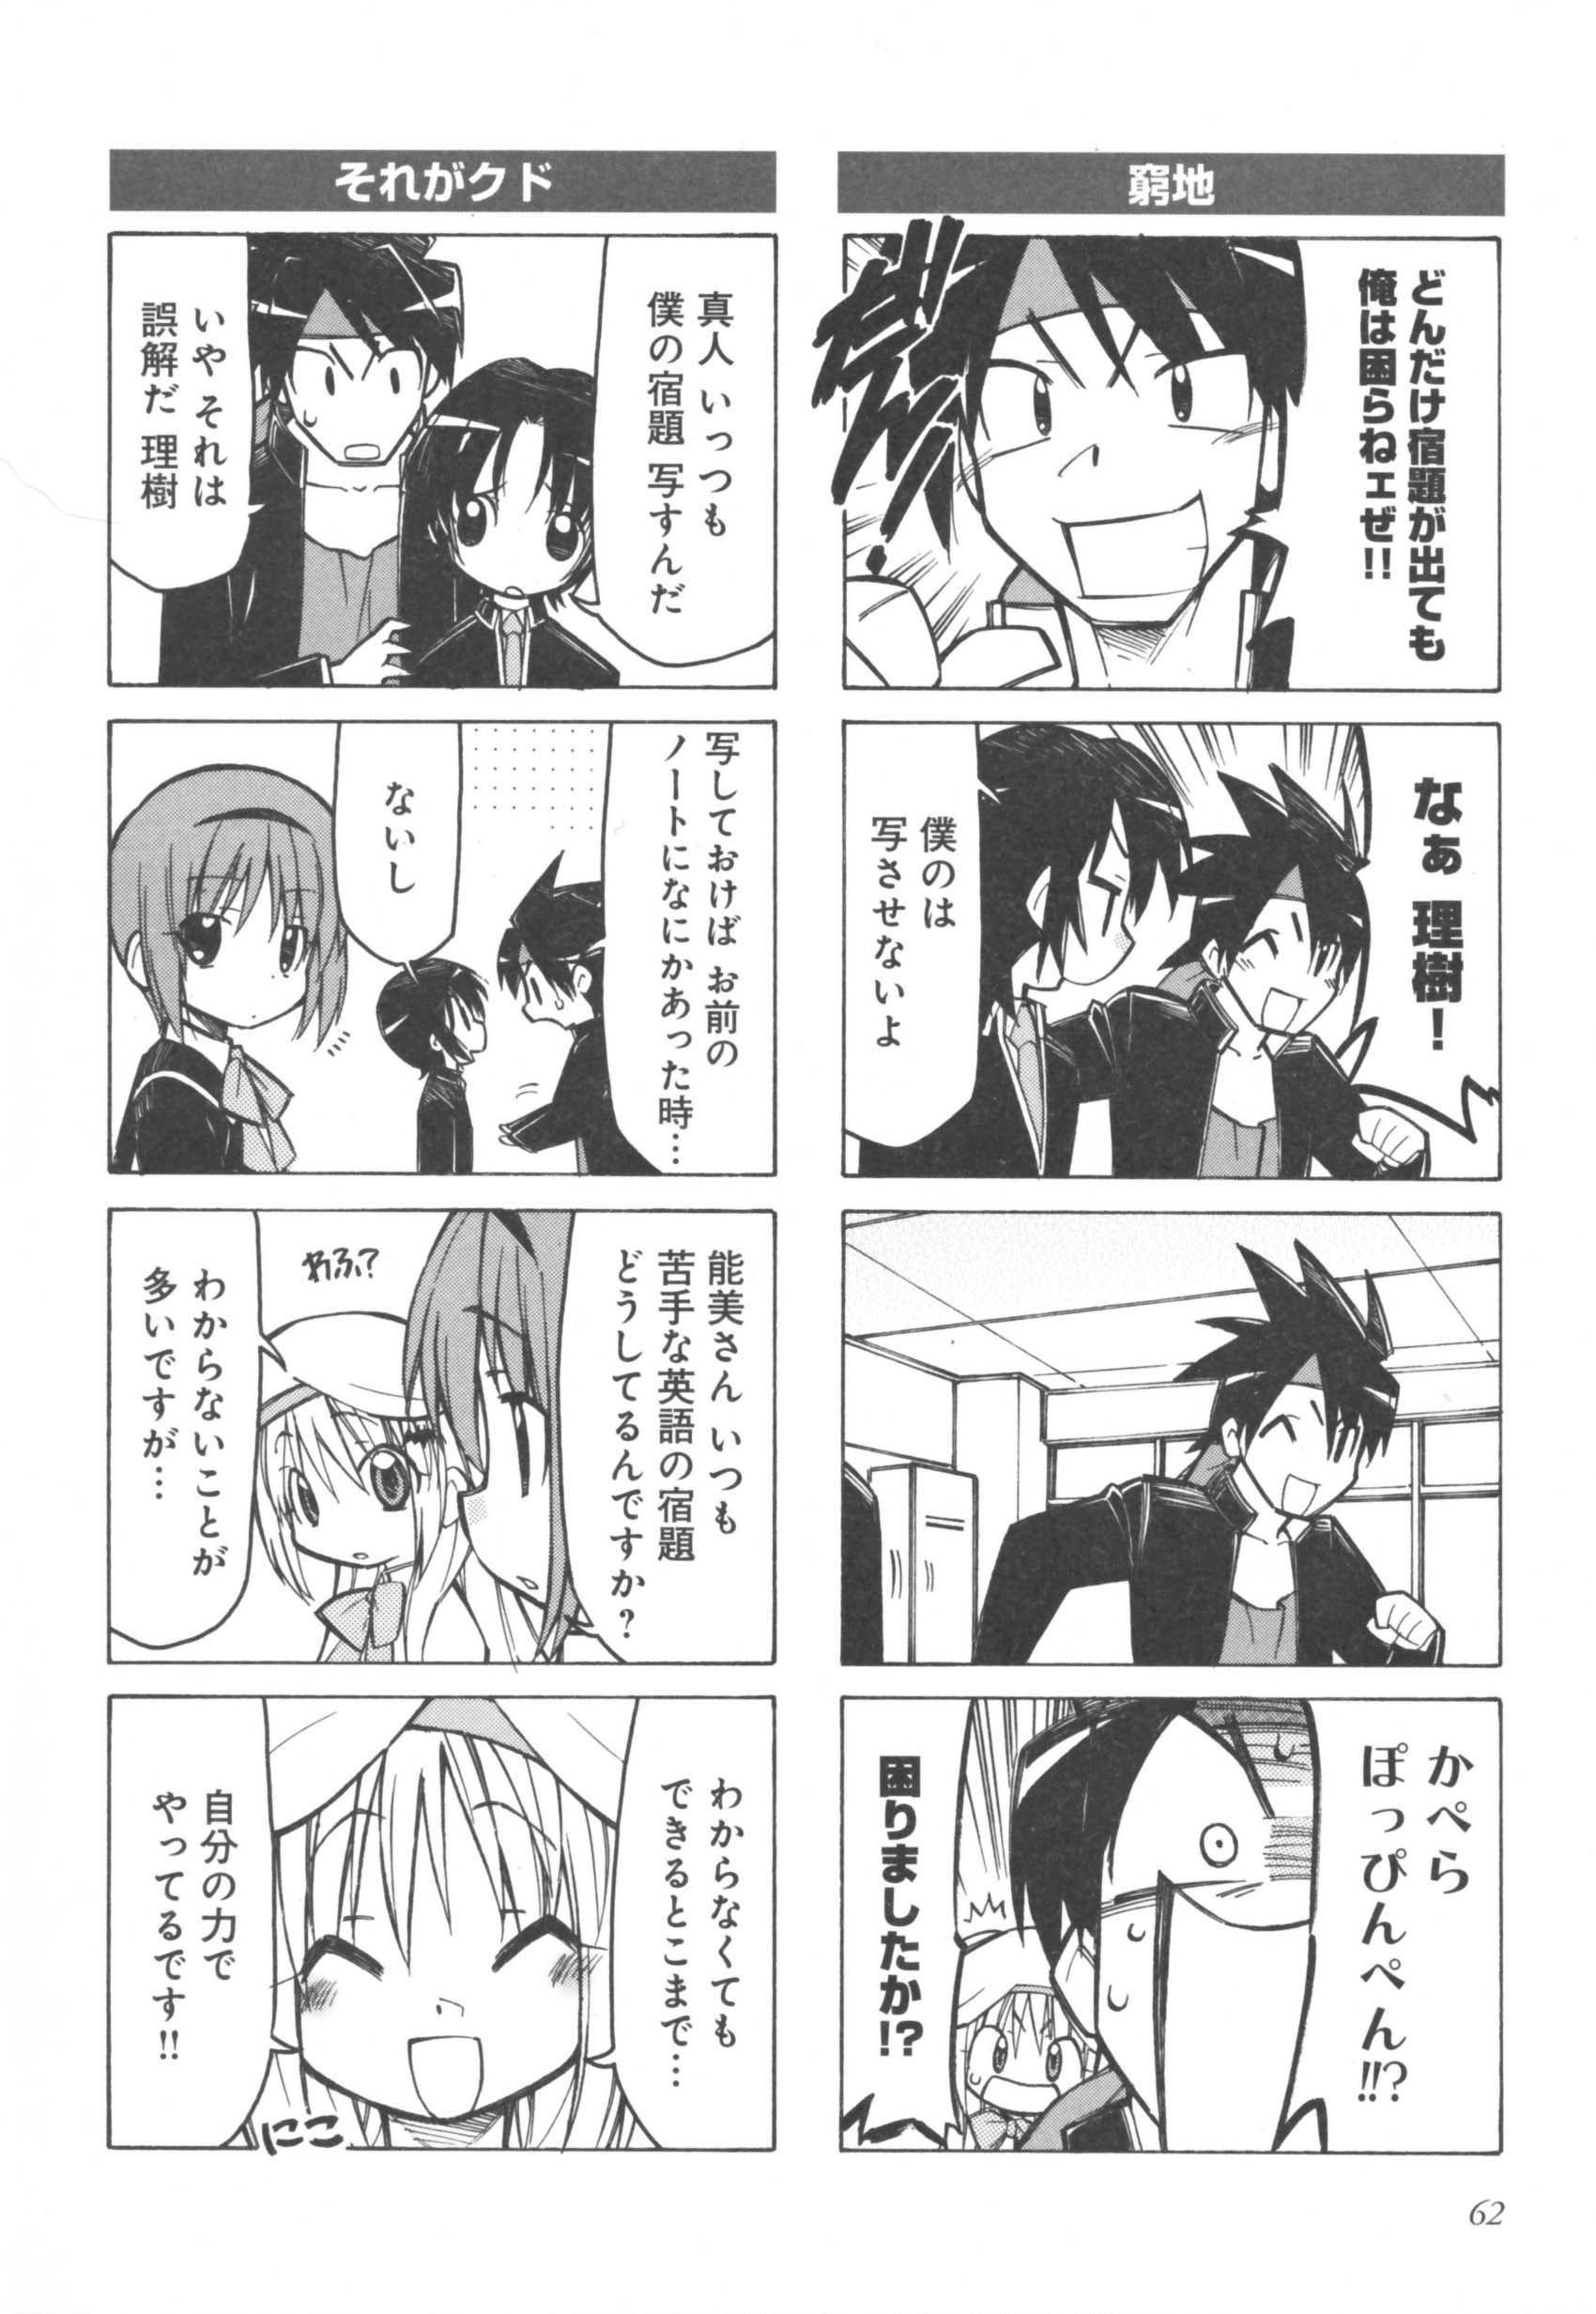 窮地
どんだけ宿題が出ても
俺は困らねェぜ!!
なぁ 理樹!
僕のは
写させないよ
かぺら
ぽっぴんぺん!!?
困りましたか!?
それがクド
真人 いっつも
僕の宿題 写すんだ
いや それは
誤解だ 理樹
写しておけば お前の
ノートになにかあった時…
ないし
能美さん いつも
苦手な英語の宿題
どうしてるんですか?
わふ?
わからないことが
多いですが…
わからなくても
できるとこまで…
自分の力で
やってるです!!
にこ
62